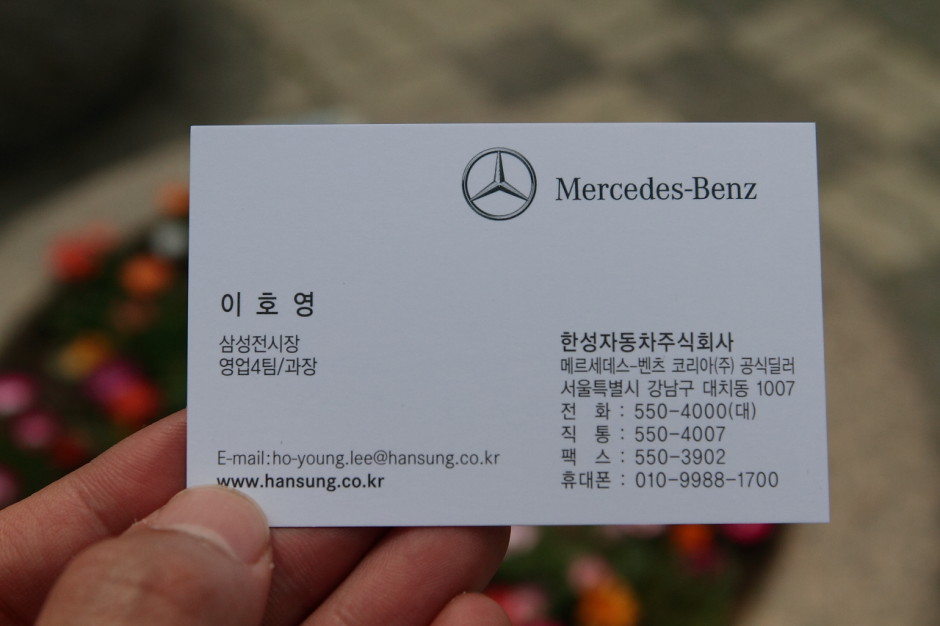 Mercedes-Benz
이 호 영
삼성전시장
영업4팀/과장
E-mail:ho-young.lee@hansung.co.kr
www.hansung.co.kr
한성자동차주식회사
메르세데스-벤츠 코리아(주) 공식딜러
서울특별시 강남구 대치동 1007
전 화 : 550-4000(대)
직 통 : 550-4007
팩 스 : 550-3902
휴대폰 : 010-9988-1700